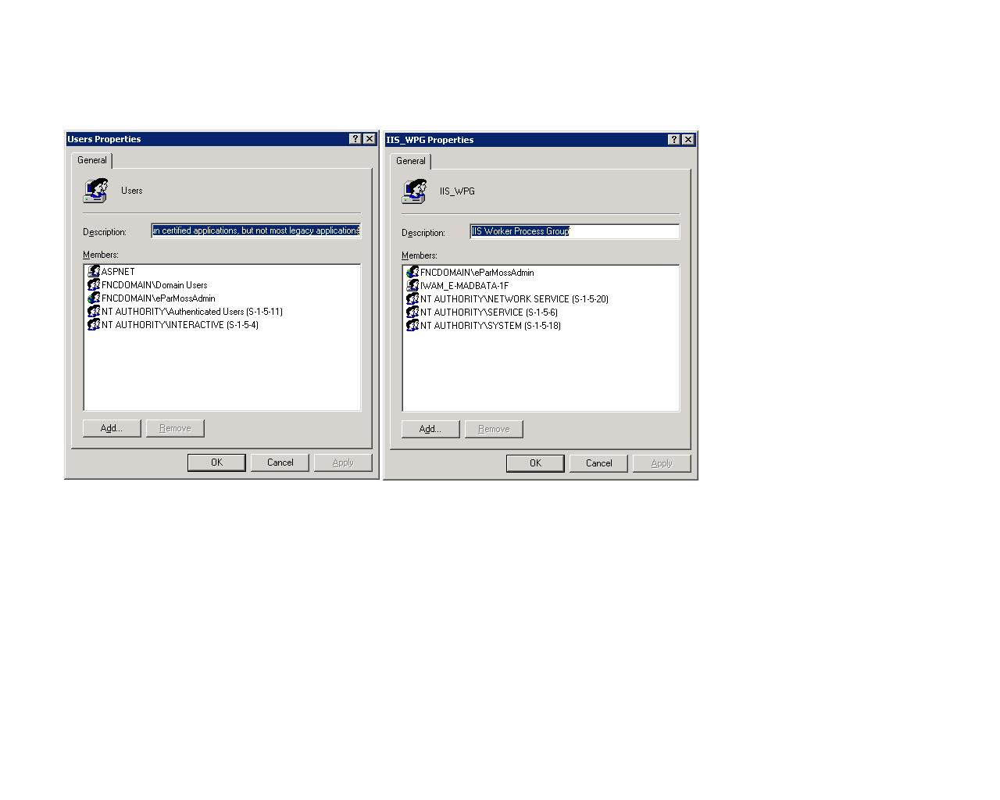 Users Properties
General
Users
Description:
un certified applications, but not most legacy applications
Members:
ASPNET
FNCDOMAIN\Domain Users
FNCDOMAIN\eParMossAdmin
NT AUTHORITY\Authenticated Users (S-1-5-11)
NT AUTHORITY\INTERACTIVE (S-1-5-4)
Add...
Remove
OK
Cancel
Apply
IIS_WPG Properties
General
IIS_WPG
Description:
IIS Worker Process Group
Members:
FNCDOMAIN\eParMossAdmin
IWAM_E-MADBATA-1F
NT AUTHORITY\NETWORK SERVICE (S-1-5-20)
NT AUTHORITY\SERVICE (S-1-5-6)
NT AUTHORITY\SYSTEM (S-1-5-18)
Add...
Remove
OK
Cancel
Apply